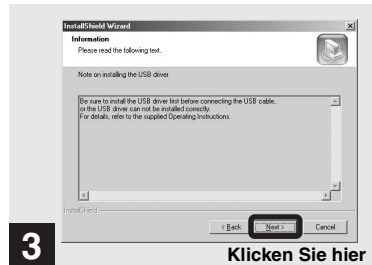 InstallShield Wizard
Information
Please read the following text.
Note on installing the USB driver
Be sure to install the USB driver first before connecting the USB cable,
or the USB driver can not be installed correctly.
For details, refer to the supplied Operating Instructions.
InstallShield
< Back Next > Cancel
3
Klicken Sie hier